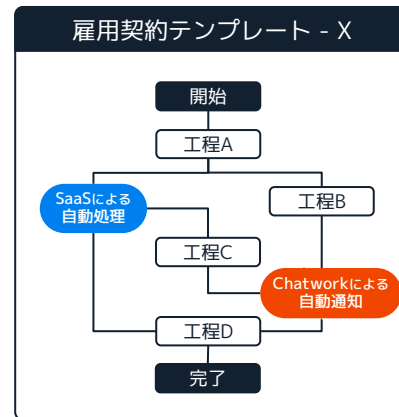 雇用契約テンプレート - X
開始
工程A
SaaSによる
自動処理
工程B
工程C
Chatworkによる
自動通知
工程D
完了